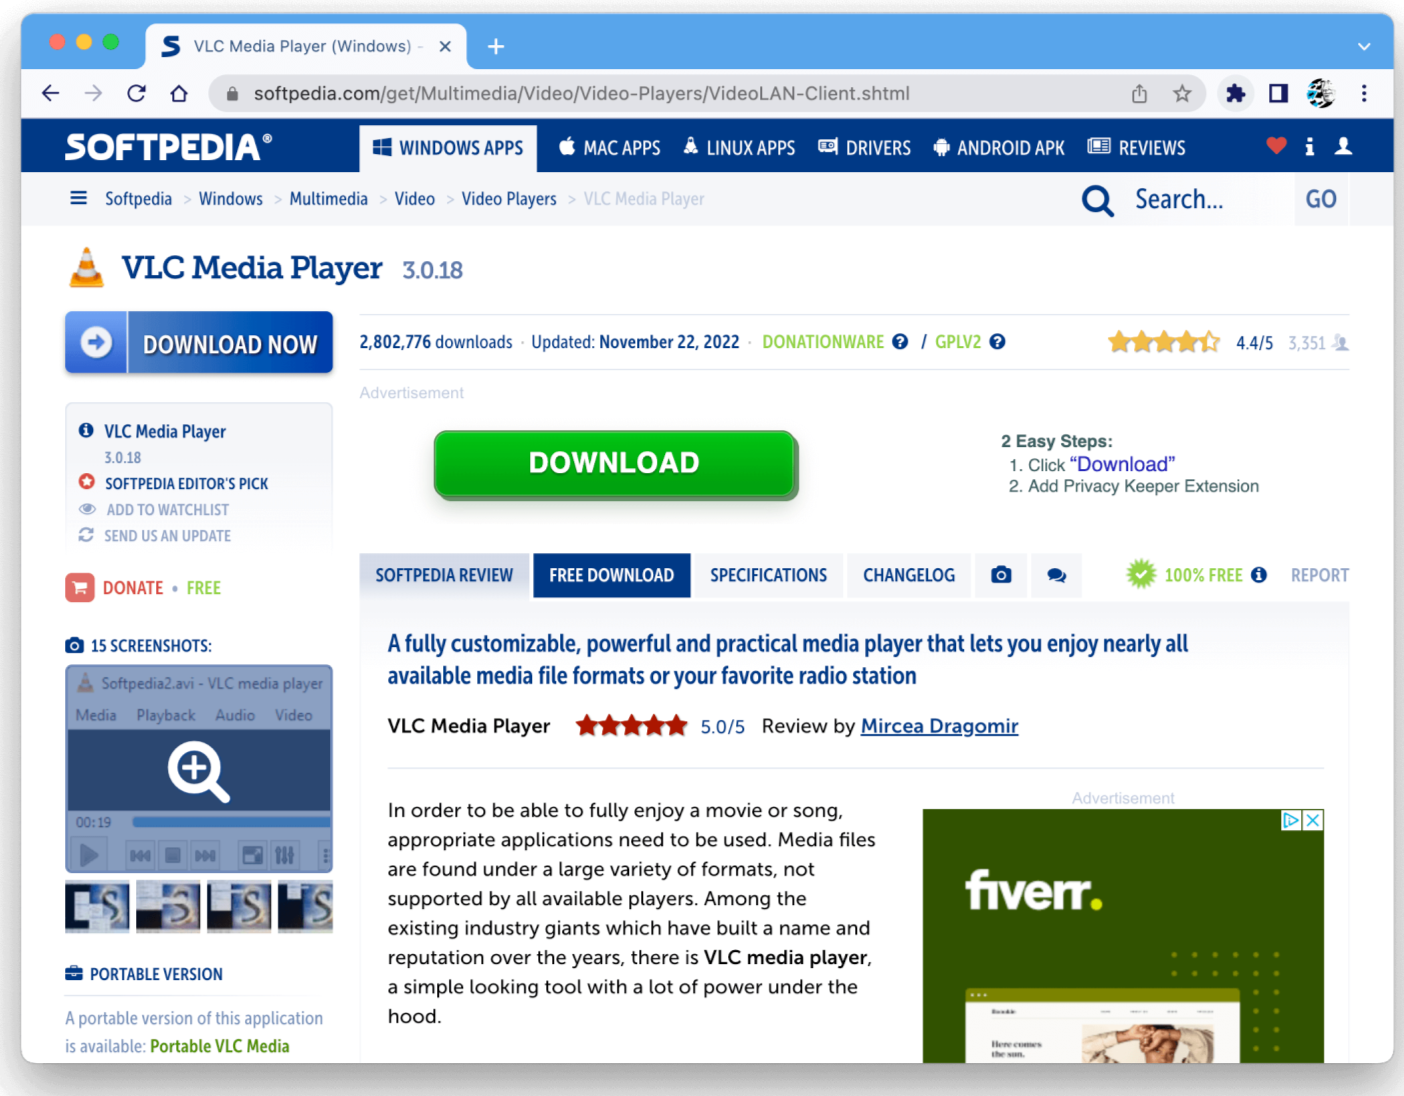 VLC Media Player (Windows) -
softpedia.com/get/Multimedia/Video/Video-Players/VideoLAN-Client.shtml
SOFTPEDIA®
WINDOWS APPS
MAC APPS
LINUX APPS
DRIVERS
ANDROID APK
REVIEWS
Softpedia > Windows > Multimedia > Video > Video Players > VLC Media Player
Search...
GO
VLC Media Player 3.0.18
DOWNLOAD NOW
2,802,776 downloads · Updated: November 22, 2022 · DONATIONWARE / GPLV2
4.4/5 3,351
Advertisement
DOWNLOAD
2 Easy Steps:
1. Click "Download"
2. Add Privacy Keeper Extension
VLC Media Player
3.0.18
SOFTPEDIA EDITOR'S PICK
ADD TO WATCHLIST
SEND US AN UPDATE
DONATE • FREE
15 SCREENSHOTS:
Softpedia2.avi - VLC media player
Media Playback Audio Video
00:19
PORTABLE VERSION
A portable version of this application
is available: Portable VLC Media
SOFTPEDIA REVIEW
FREE DOWNLOAD
SPECIFICATIONS
CHANGELOG
100% FREE
REPORT
A fully customizable, powerful and practical media player that lets you enjoy nearly all
available media file formats or your favorite radio station
VLC Media Player 5.0/5 Review by Mircea Dragomir
In order to be able to fully enjoy a movie or song,
appropriate applications need to be used. Media files
are found under a large variety of formats, not
supported by all available players. Among the
existing industry giants which have built a name and
reputation over the years, there is VLC media player,
a simple looking tool with a lot of power under the
hood.
Advertisement
fiverr.
Here comes
the sun.